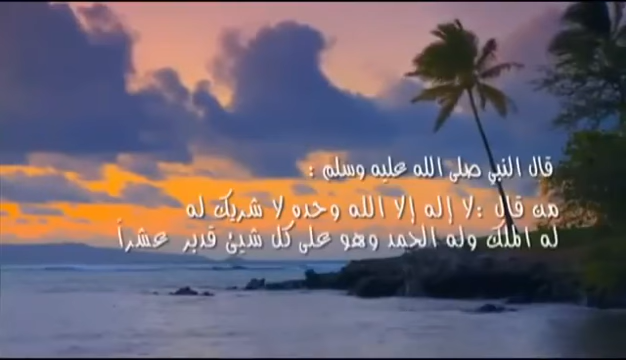 قال النبي صلى الله عليه وسلم :
من قال :لا إله إلا الله وحده لا شريك له
له الملك وله الحمد وهو على كل شيئ قدير عشراً